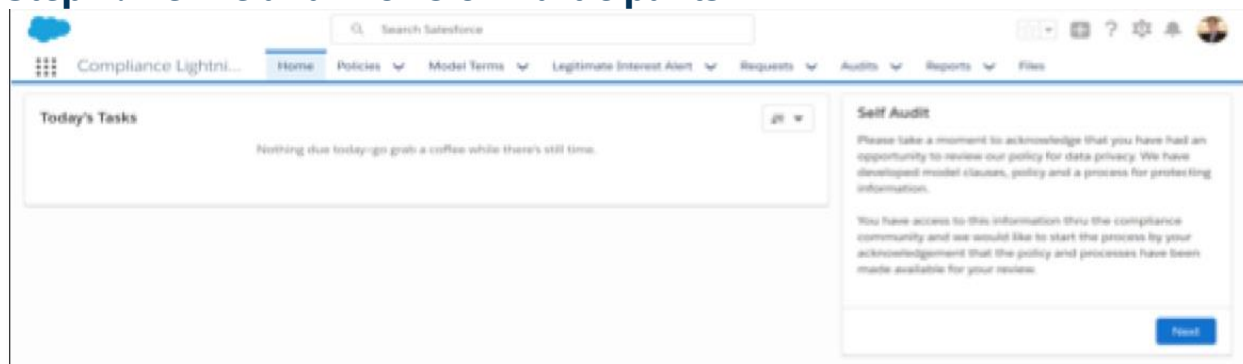 Search Salesforce
Compliance Lightni... Home Policies Model Terms Legitimate Interest Alert Requests Audits Reports Files
Today's Tasks
Nothing due today-go grab a coffee while there's still time.
Self Audit
Please take a moment to acknowledge that you have had an
opportunity to review our policy for data privacy. We have
developed model clauses, policy and a process for protecting
information.
You have access to this information thru the compliance
community and we would like to start the process by your
acknowledgement that the policy and processes have been
made available for your review.
Next